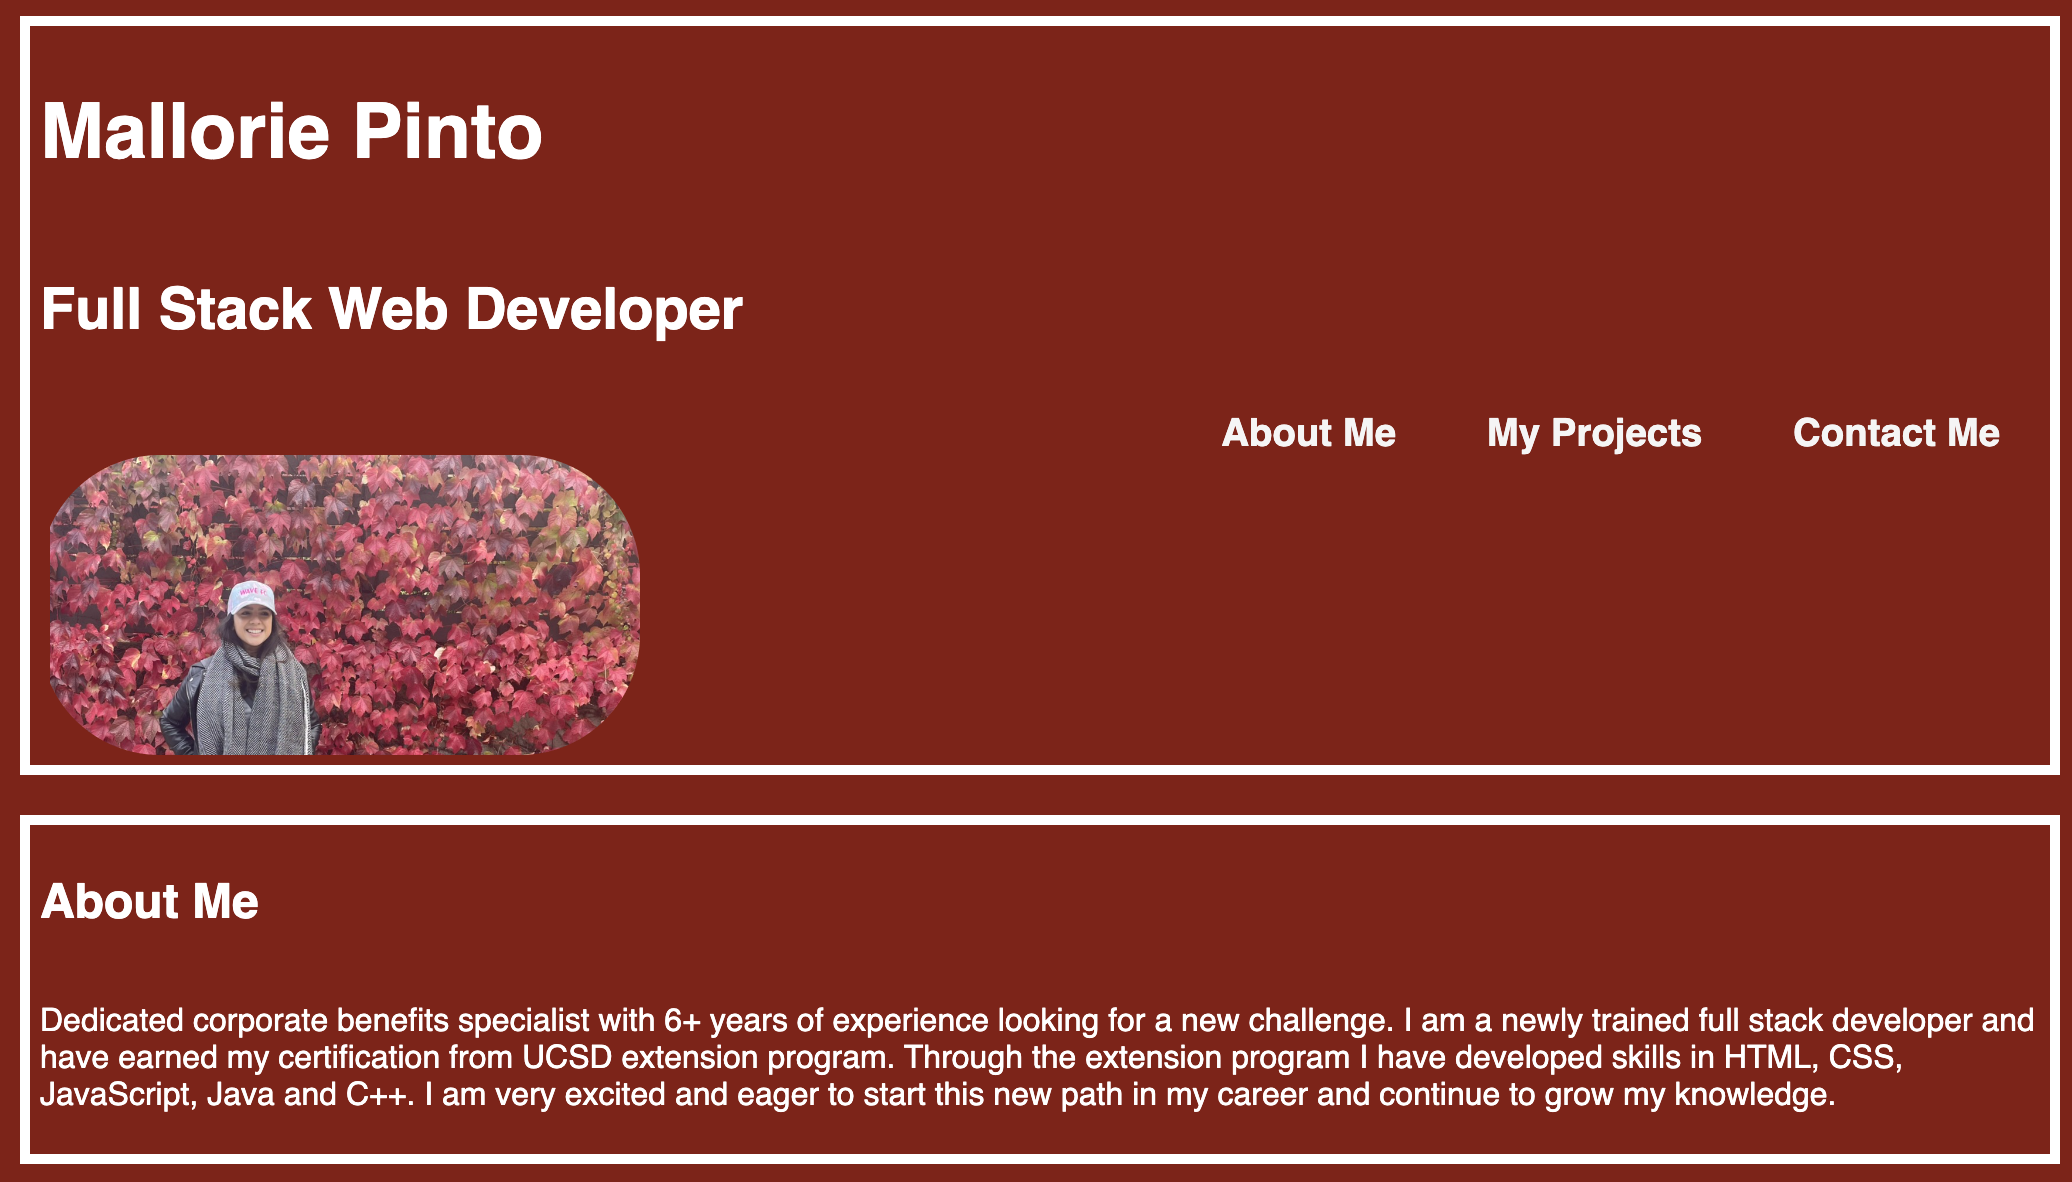 Mallorie Pinto
Full Stack Web Developer
About Me
My Projects
Contact Me
About Me
Dedicated corporate benefits specialist with 6+ years of experience looking for a new challenge. I am a newly trained full stack developer and
have earned my certification from UCSD extension program. Through the extension program I have developed skills in HTML, CSS,
JavaScript, Java and C++. I am very excited and eager to start this new path in my career and continue to grow my knowledge.